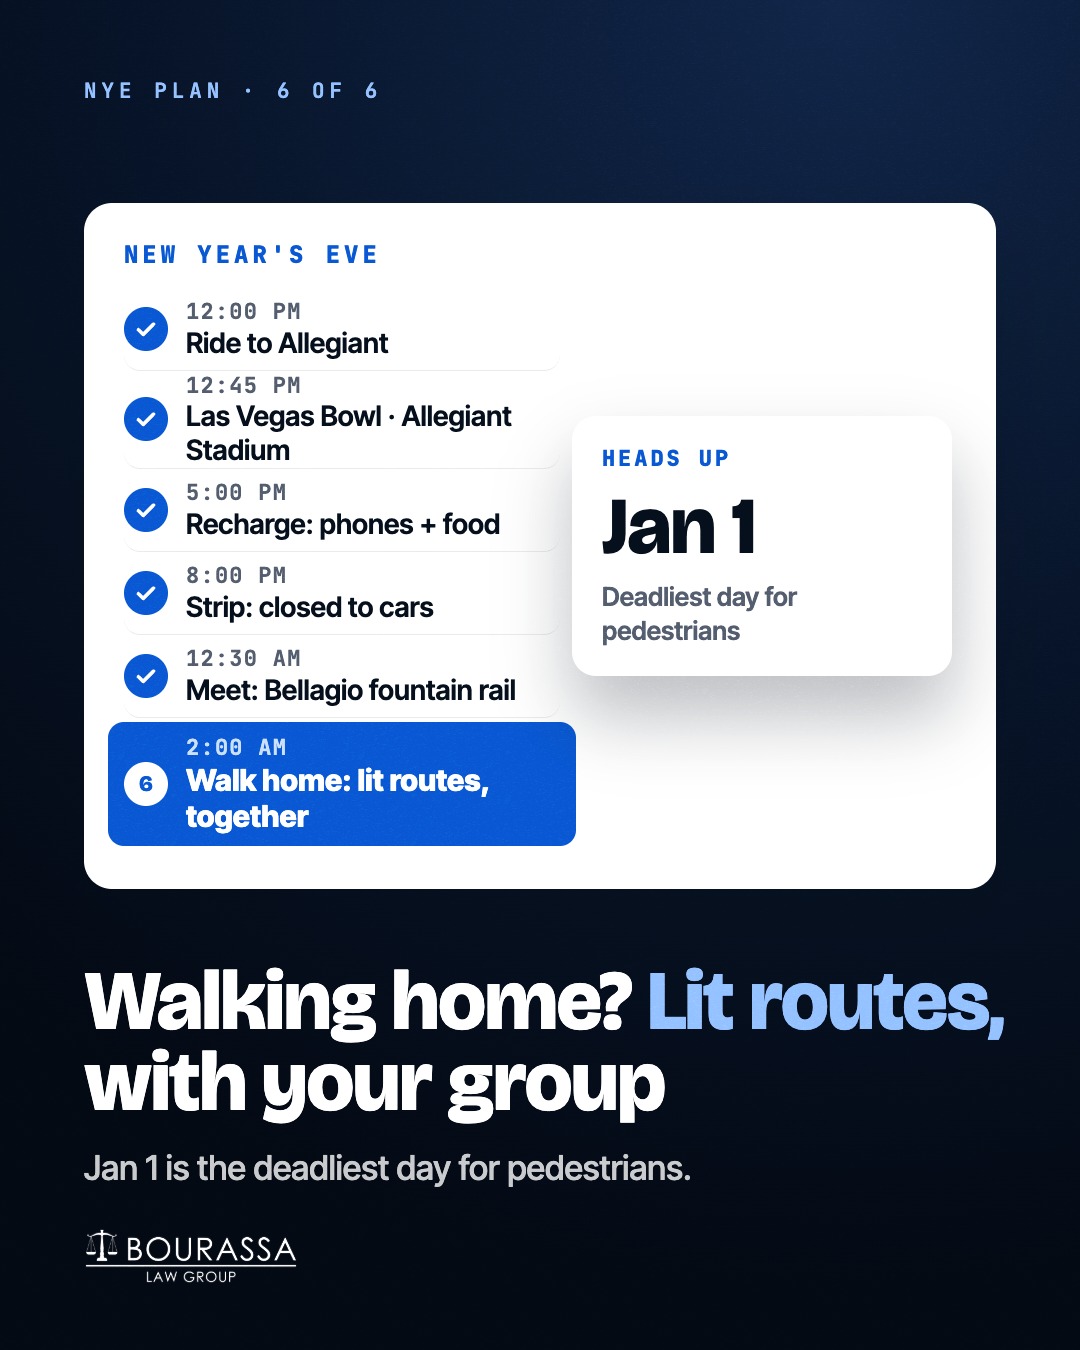 NYE PLAN · 6 OF 6
NEW YEAR'S EVE
12:00 PM
Ride to Allegiant
12:45 PM
Las Vegas Bowl · Allegiant
Stadium
5:00 PM
Recharge: phones + food
8:00 PM
Strip: closed to cars
12:30 AM
Meet: Bellagio fountain rail
6
2:00 AM
Walk home: lit routes,
together
HEADS UP
Jan 1
Deadliest day for
pedestrians
Walking home? Lit routes,
with your group
Jan 1 is the deadliest day for pedestrians.
BOURASSA
LAW GROUP